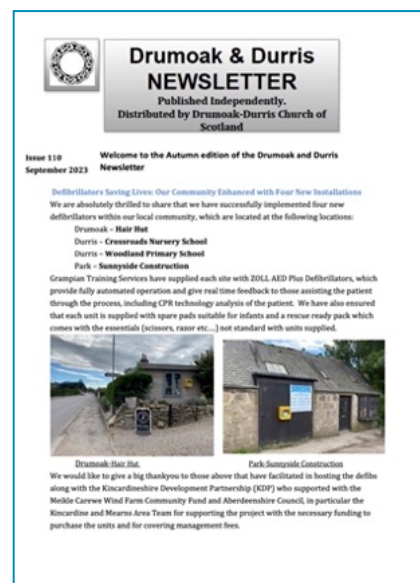 Drumoak & Durris
NEWSLETTER
Published Independently.
Distributed by Drumoak-Durris Church of
Scotland
Issue 110
September 2023
Welcome to the Autumn edition of the Drumoak and Durris
Newsletter
Defibrillators Saving Lives: Our Community Enhanced with Four New Installations
We are absolutely thrilled to share that we have successfully implemented four new
defibrillators within our local community, which are located at the following locations:
Drumoak – Hair Hut
Durris – Crossroads Nursery School
Durris – Woodland Primary School
Park – Sunnyside Construction
Grampian Training Services have supplied each site with ZOLL AED Plus Defibrillators, which
provide fully automated operation and give real time feedback to those assisting the patient
through the process, including CPR technology analysis of the patient. We have also ensured
that each unit is supplied with spare pads suitable for infants and a rescue ready pack which
comes with the essentials (scissors, razor etc....) not standard with units supplied.
Drumoak-Hair Hut
Park-Sunnyside Construction
We would like to give a big thankyou to those above that have facilitated in hosting the defibs
along with the Kincardineshire Development Partnership (KDP) who supported with the
Meikle Carewe Wind Farm Community Fund and Aberdeenshire Council, in particular the
Kincardine and Mearns Area Team for supporting the project with the necessary funding to
purchase the units and for covering management fees.